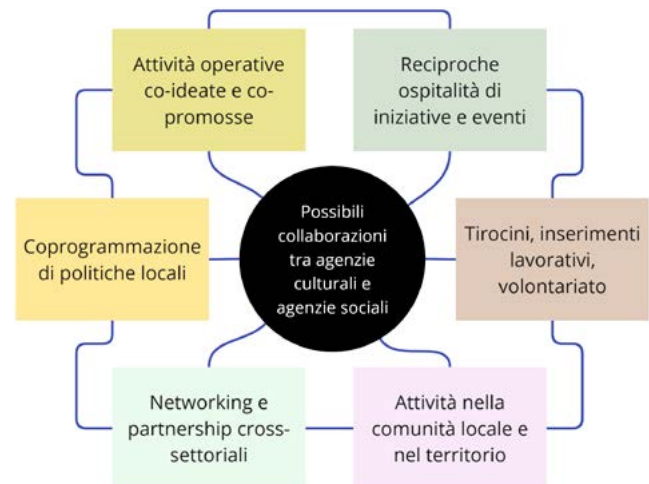 Attività operative
co-ideate e co-
promosse
Reciproche
ospitalità di
iniziative e eventi
Coprogrammazione
di politiche locali
Possibili
collaborazioni
tra agenzie
culturali e
agenzie sociali
Tirocini, inserimenti
lavorativi,
volontariato
Networking e
partnership cross-
settoriali
Attività nella
comunità locale e
nel territorio